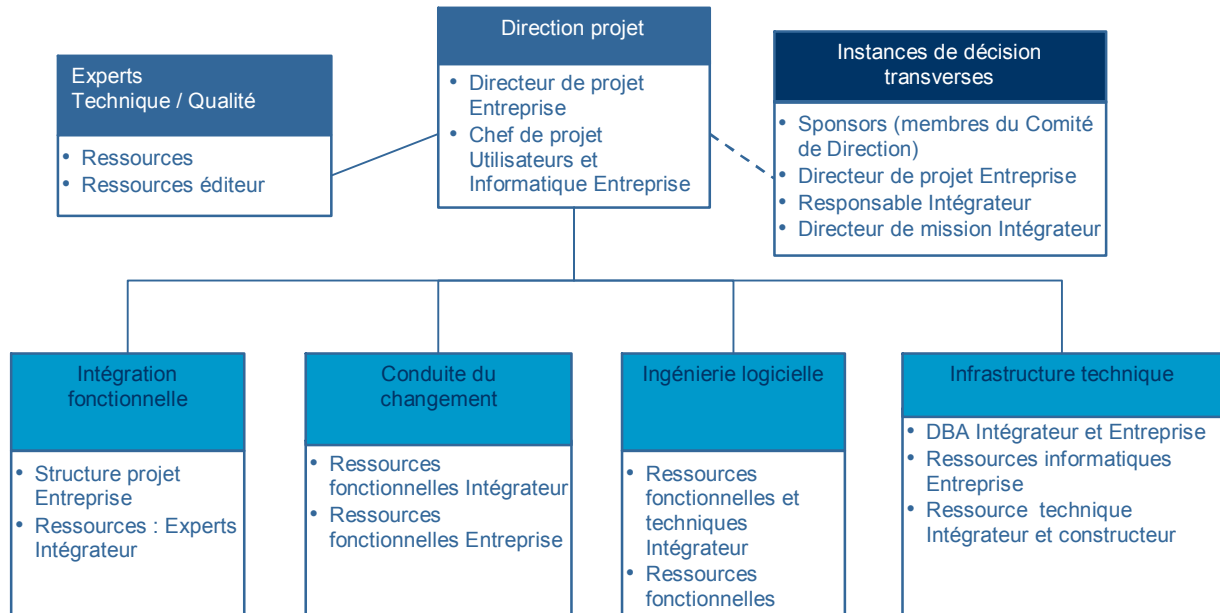 Direction projet
• Directeur de projet
Entreprise
• Chef de projet
Utilisateurs et
Informatique Entreprise
Experts
Technique / Qualité
• Ressources
• Ressources éditeur
Instances de décision
transverses
• Sponsors (membres du Comité
de Direction)
• Directeur de projet Entreprise
• Responsable Intégrateur
• Directeur de mission Intégrateur
Intégration
fonctionnelle
• Structure projet
Entreprise
• Ressources : Experts
Intégrateur
Conduite du
changement
• Ressources
fonctionnelles Intégrateur
• Ressources
fonctionnelles Entreprise
Ingénierie logicielle
• Ressources
fonctionnelles et
techniques
Intégrateur
• Ressources
fonctionnelles
Infrastructure technique
• DBA Intégrateur et Entreprise
• Ressources informatiques
Entreprise
• Ressource technique
Intégrateur et constructeur